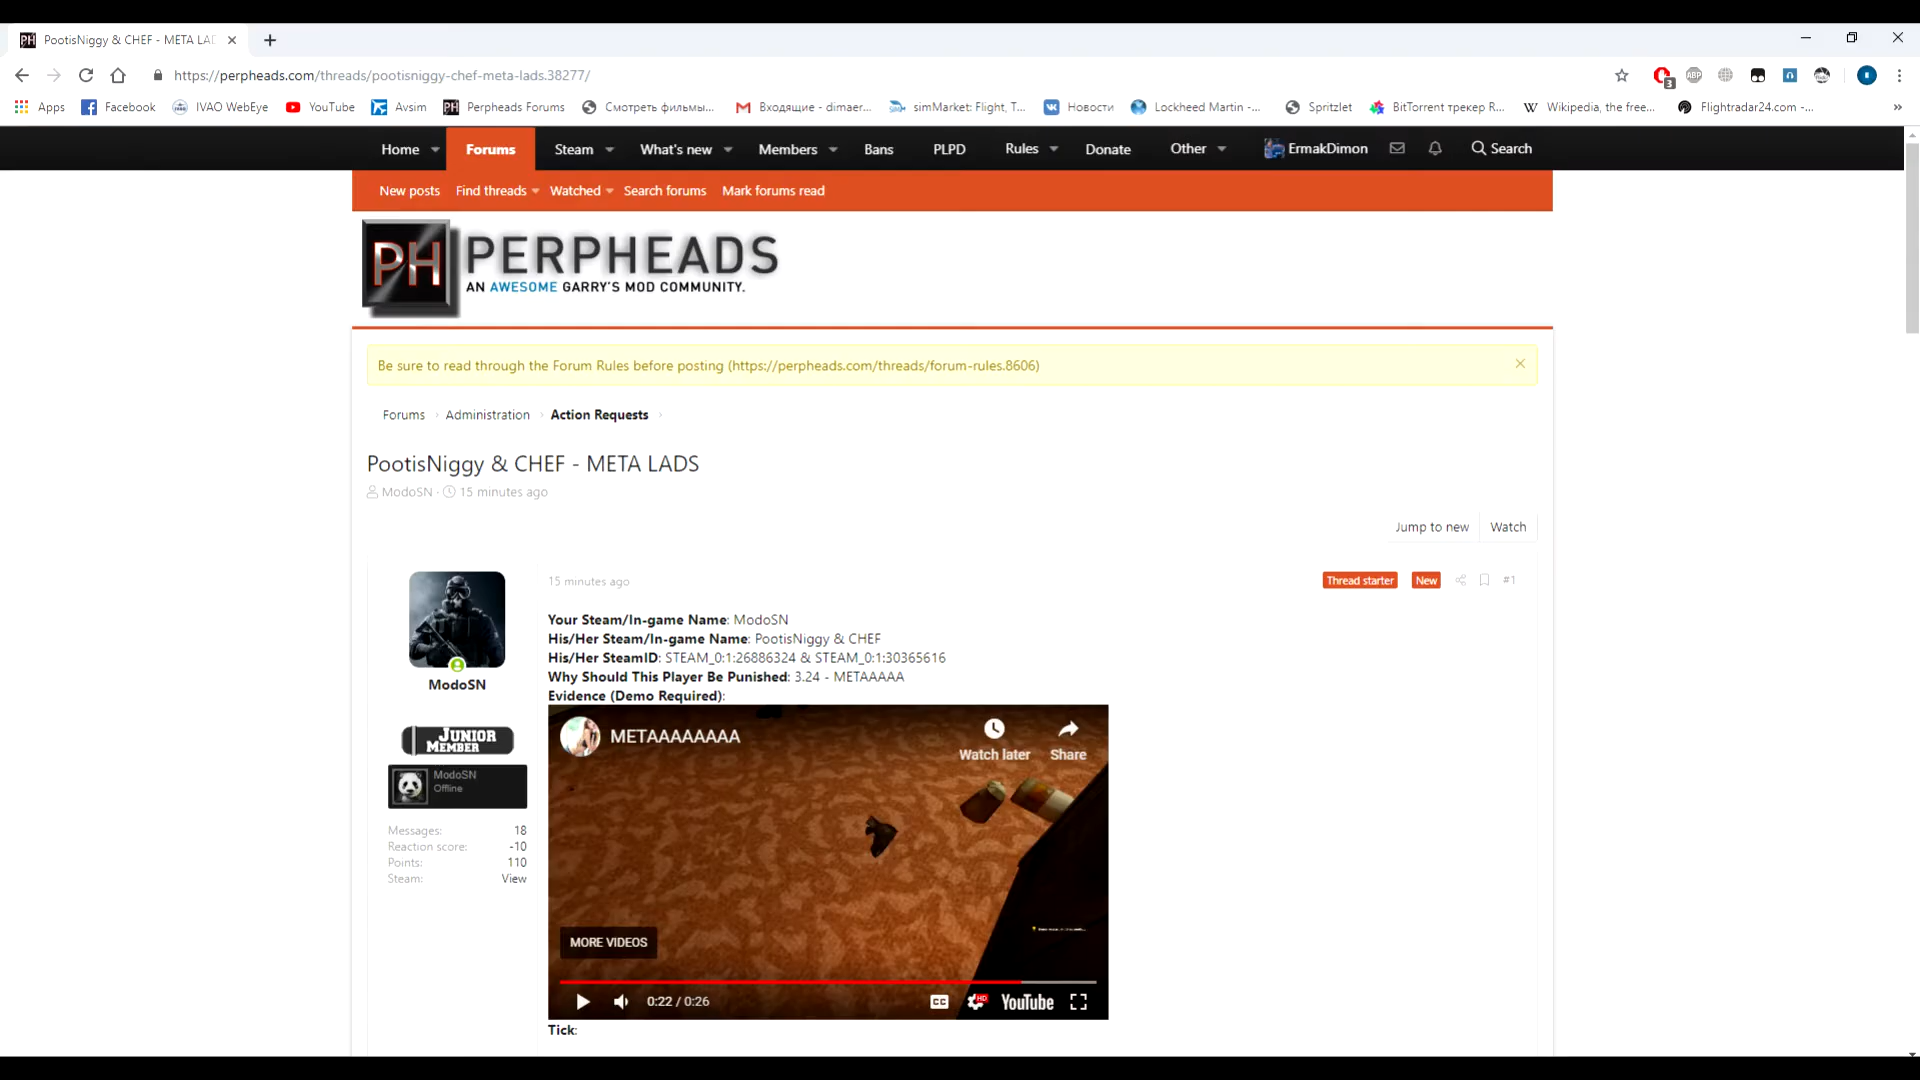 PootisNiggy & CHEF - META LAD
https://perpheads.com/threads/pootisniggy-chef-meta-lads.38277/
3
ABP
Apps Facebook IVAO WebEye YouTube Avsim Perpheads Forums Смотреть фильмы... Входящие - dimaer... simMarket: Flight, T... Новости Lockheed Martin -... Spritzlet BitTorrent трекер R... Wikipedia, the free... Flightradar24.com -... »
Home Forums Steam What's new Members Bans PLPD Rules Donate Other ErmakDimon Search
New posts Find threads Watched Search forums Mark forums read
PH PERPHEADS
AN AWESOME GARRY'S MOD COMMUNITY.
Be sure to read through the Forum Rules before posting (https://perpheads.com/threads/forum-rules.8606)
Forums Administration Action Requests
PootisNiggy & CHEF - META LADS
ModoSN · 15 minutes ago
Jump to new Watch
15 minutes ago Thread starter New #1
Your Steam/In-game Name: ModoSN
His/Her Steam/In-game Name: PootisNiggy & CHEF
His/Her SteamID: STEAM_0:1:26886324 & STEAM_0:1:30365616
Why Should This Player Be Punished: 3.24 - METAAAAA
Evidence (Demo Required):
ModoSN
JUNIOR MEMBER
ModoSN
Offline
Messages: 18
Reaction score: -10
Points: 110
Steam: View
METAAAAAAAA
Watch later Share
MORE VIDEOS
0:22 / 0:26 CC HD YouTube
Tick: